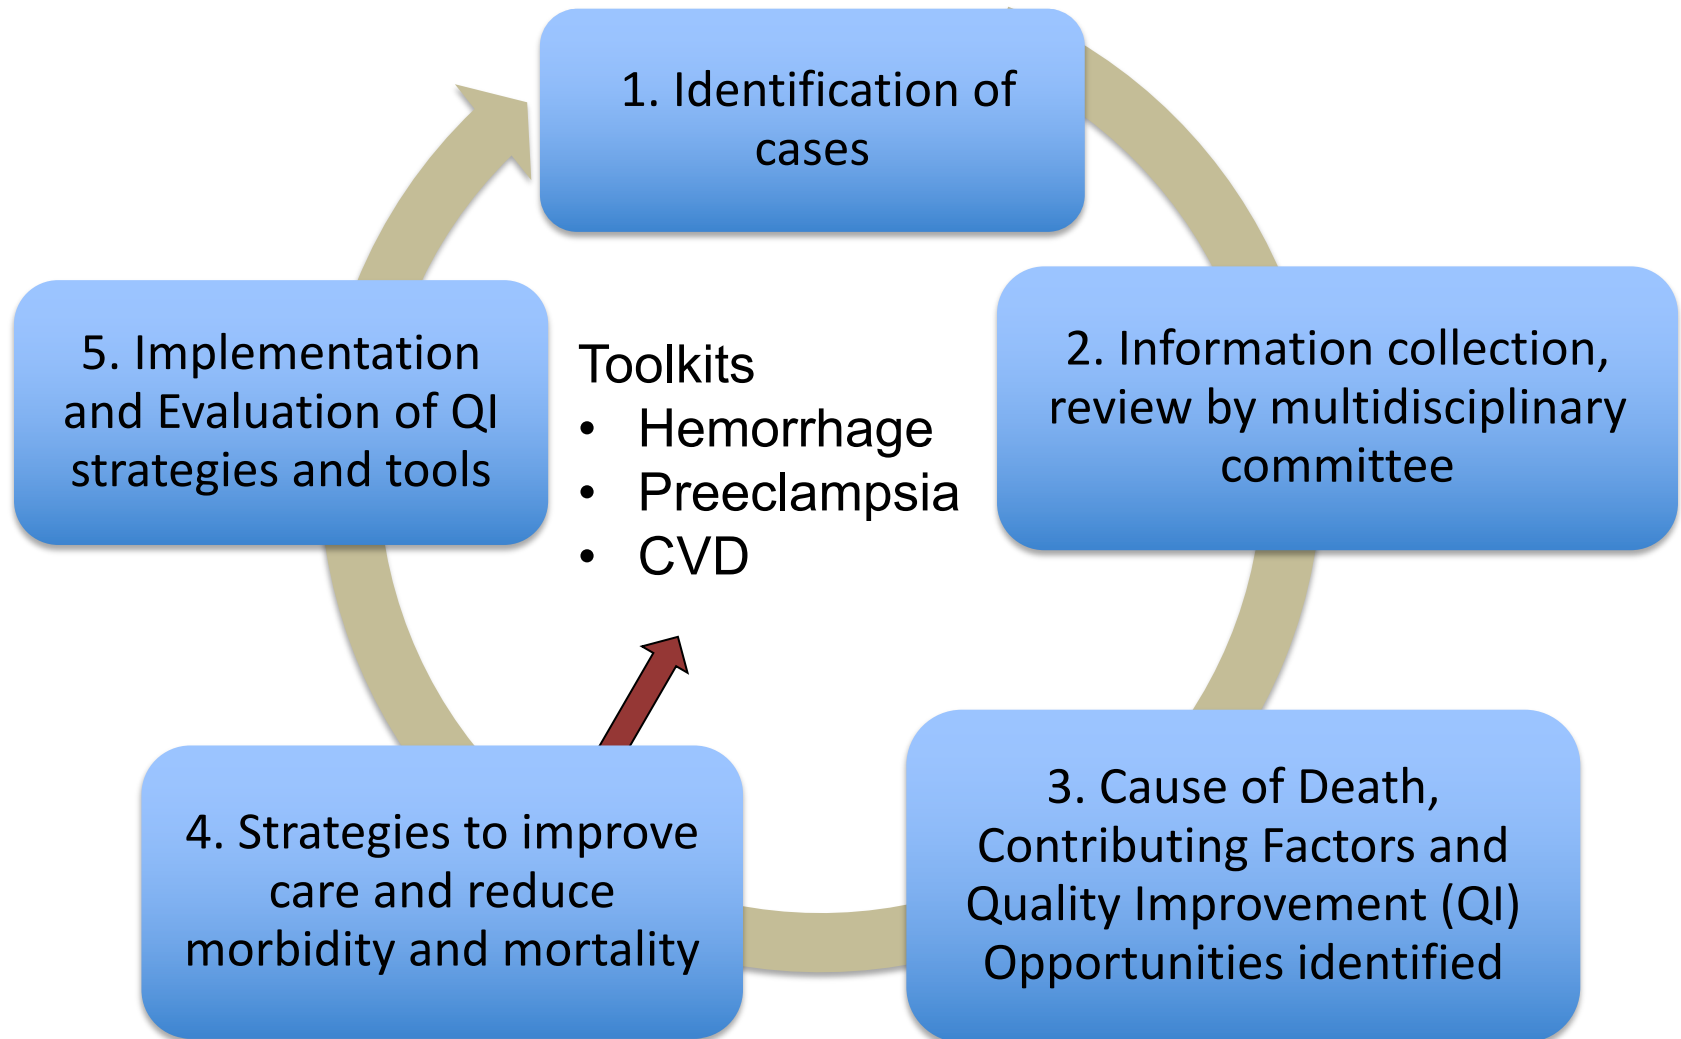 1. Identification of
cases
2. Information collection,
review by multidisciplinary
committee
3. Cause of Death,
Contributing Factors and
Quality Improvement (QI)
Opportunities identified
4. Strategies to improve
care and reduce
morbidity and mortality
5. Implementation
and Evaluation of QI
strategies and tools
Toolkits
• Hemorrhage
• Preeclampsia
• CVD